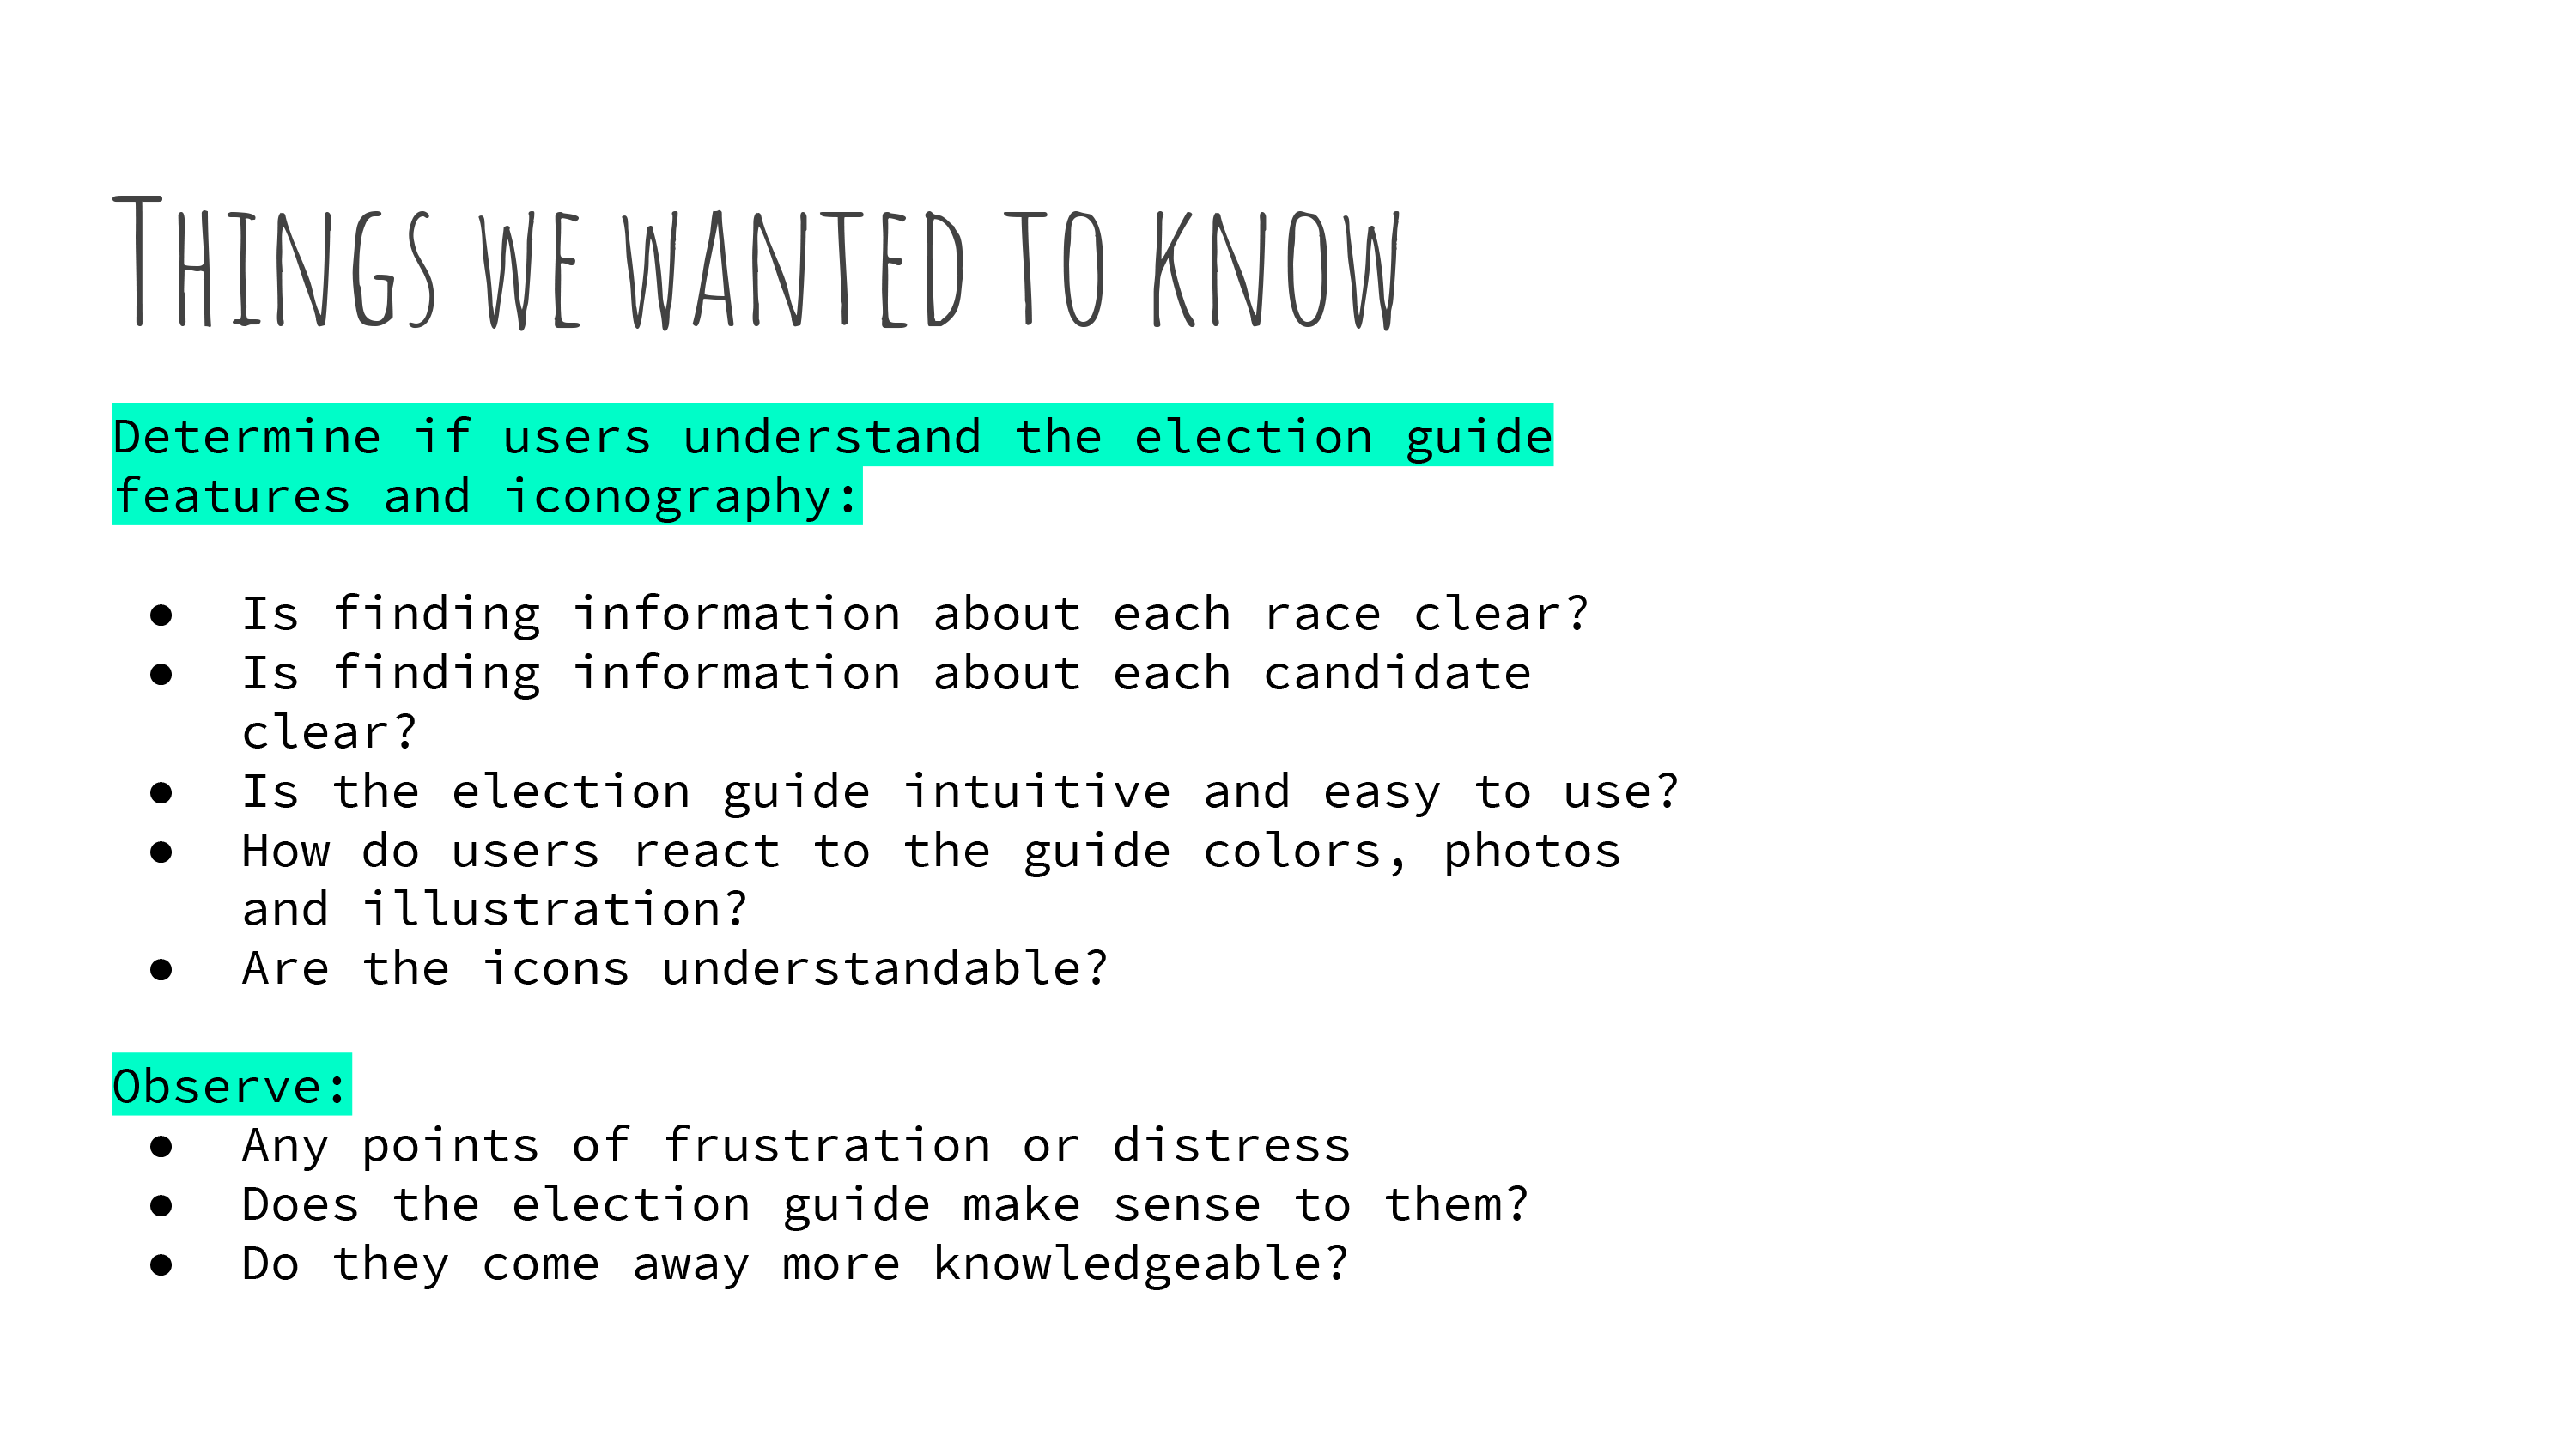 Things we wanted to know
Determine if users understand the election guide
features and iconography:
● Is finding information about each race clear?
● Is finding information about each candidate
clear?
● Is the election guide intuitive and easy to use?
● How do users react to the guide colors, photos
and illustration?
● Are the icons understandable?
Observe:
● Any points of frustration or distress
● Does the election guide make sense to them?
● Do they come away more knowledgeable?